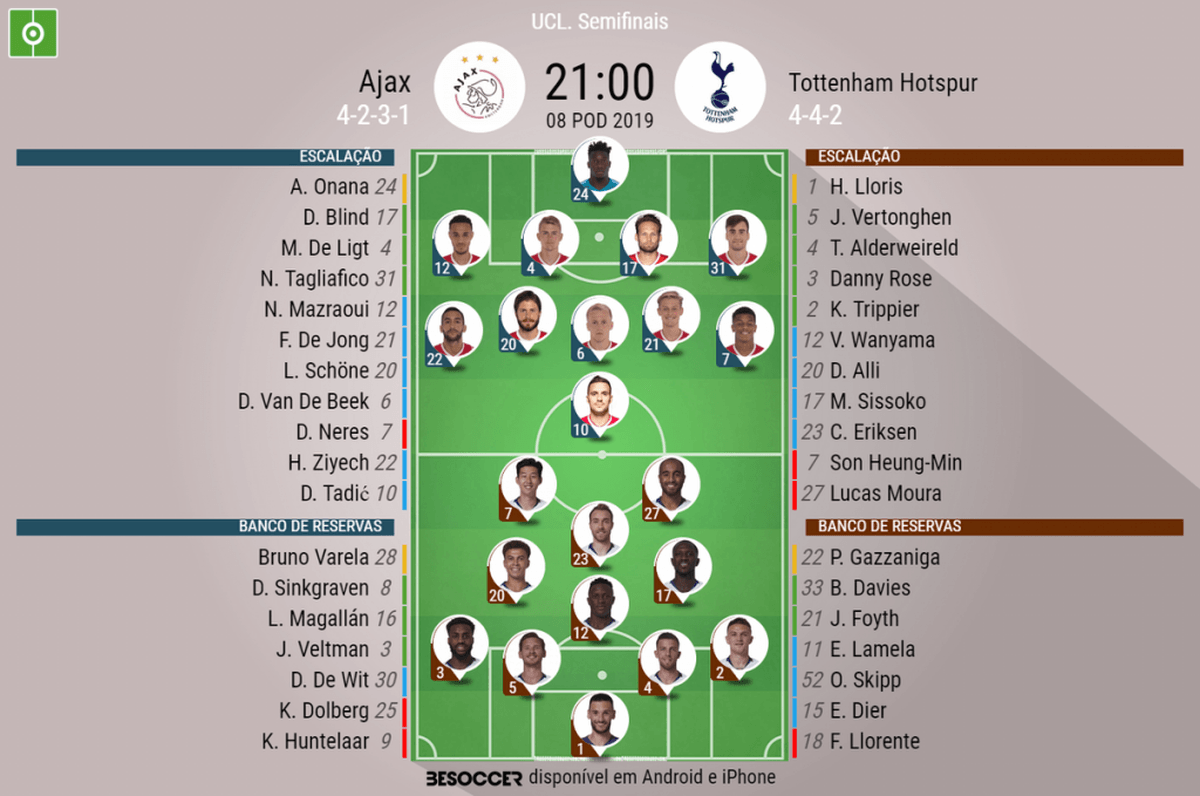 UCL. Semifinais
Ajax
4-2-3-1
AJAX
21:00
08 POD 2019
TOTTENHAM
HOTSPUR
Tottenham Hotspur
4-4-2
ESCALAÇÃO
A. Onana 24
D. Blind 17
M. De Ligt 4
N. Tagliafico 31
N. Mazraoui 12
F. De Jong 21
L. Schöne 20
D. Van De Beek 6
D. Neres 7
H. Ziyech 22
D. Tadić 10
BANCO DE RESERVAS
Bruno Varela 28
D. Sinkgraven 8
L. Magallán 16
J. Veltman 3
D. De Wit 30
K. Dolberg 25
K. Huntelaar 9
24
12 4 17 31
22 20 6 21 7
10
7 27
23
20 17
12
3 5 4 2
1
ESCALAÇÃO
1 H. Lloris
5 J. Vertonghen
4 T. Alderweireld
3 Danny Rose
2 K. Trippier
12 V. Wanyama
20 D. Alli
17 M. Sissoko
23 C. Eriksen
7 Son Heung-Min
27 Lucas Moura
BANCO DE RESERVAS
22 P. Gazzaniga
33 B. Davies
21 J. Foyth
11 E. Lamela
52 O. Skipp
15 E. Dier
18 F. Llorente
BESOCCER disponível em Android e iPhone